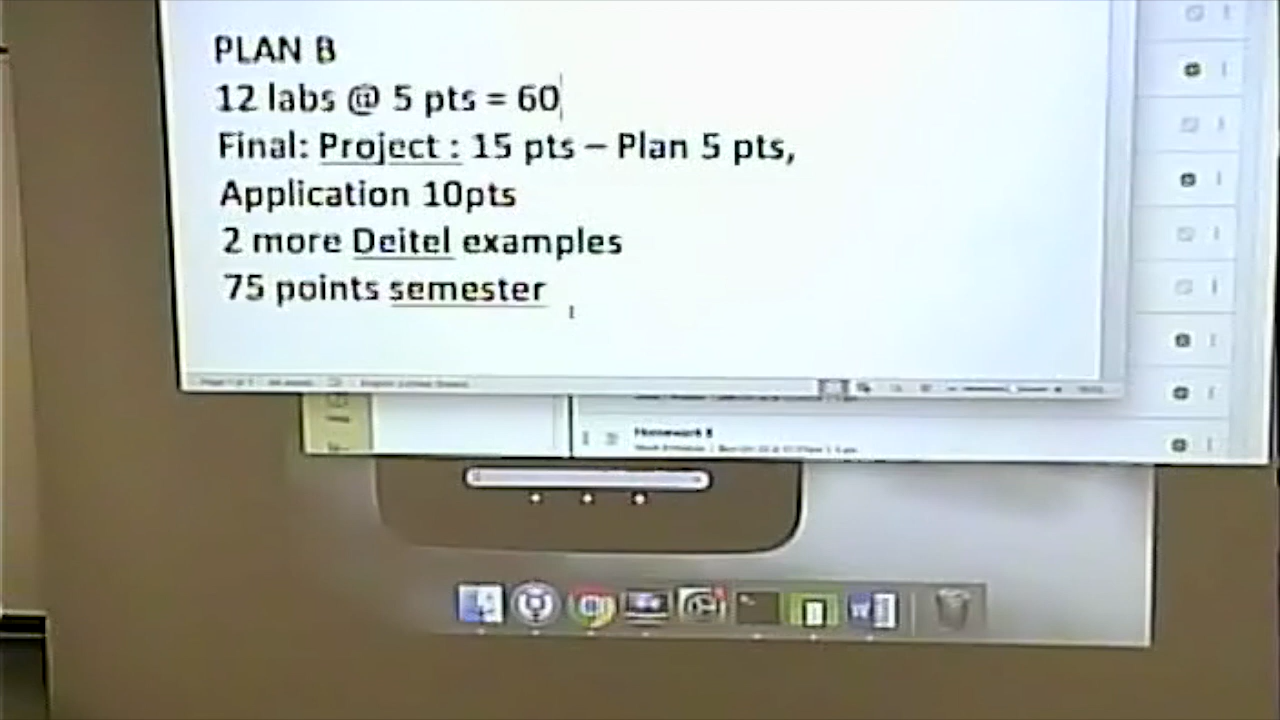 PLAN B
12 labs @ 5 pts = 60
Final: Project : 15 pts – Plan 5 pts,
Application 10pts
2 more Deitel examples
75 points semester
Homework 8